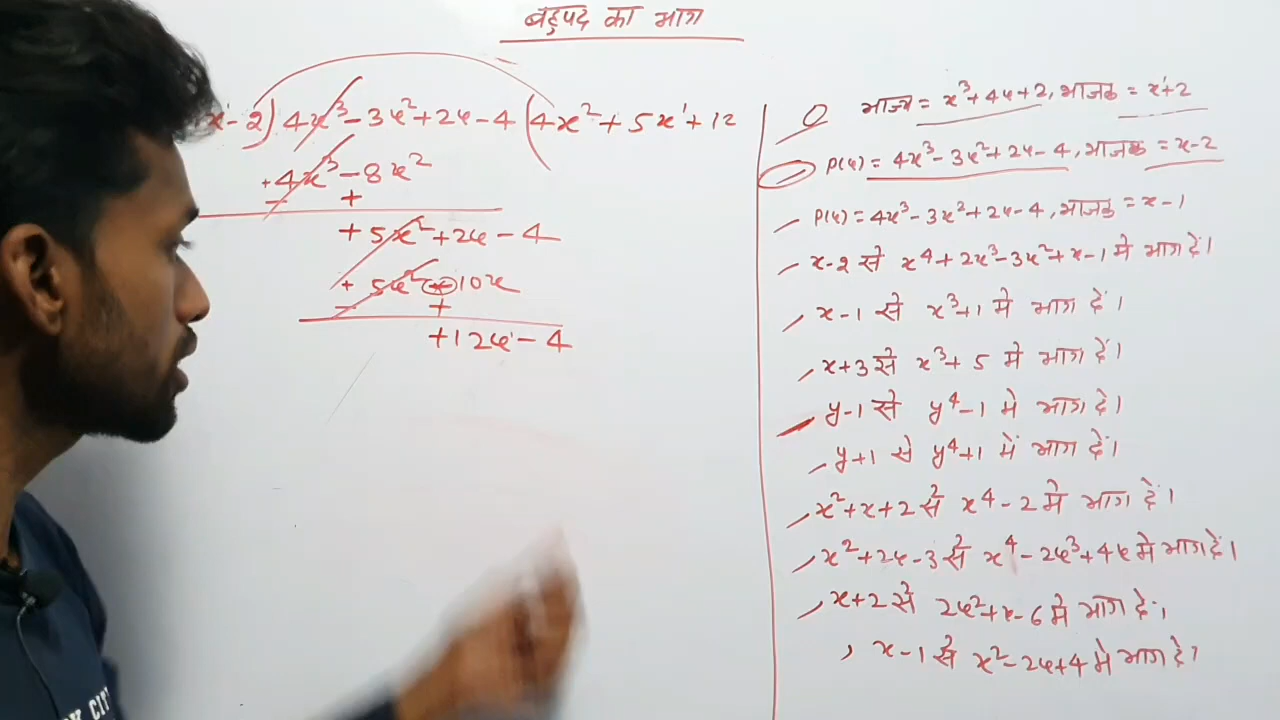 बहुपद का भाग
x-2) 4x³-3x²+2x-4 (4x²+5x+12
+4x³-8x²
- +
+5x²+2x-4
+5x²-10x
- +
+12x-4
भाज्य = x³+4x+2, भाजक = x+2
P(x) = 4x³-3x²+2x-4, भाजक = x-2
P(x) = 4x³-3x²+2x-4, भाजक = x-1
x-2 से x⁴+2x³-3x²+x-1 मे भाग दें।
x-1 से x³+1 मे भाग दें।
x+3 से x³+5 मे भाग दें।
y-1 से y⁴-1 मे भाग दें।
y+1 से y⁴+1 में भाग दें।
x²+x+2 से x⁴-2 मे भाग दें।
x²+2x-3 से x⁴-2x³+4x मे भाग दें।
x+2 से 2x²+x-6 मे भाग दें।
x-1 से x²-2x+4 मे भाग दें।
CITY